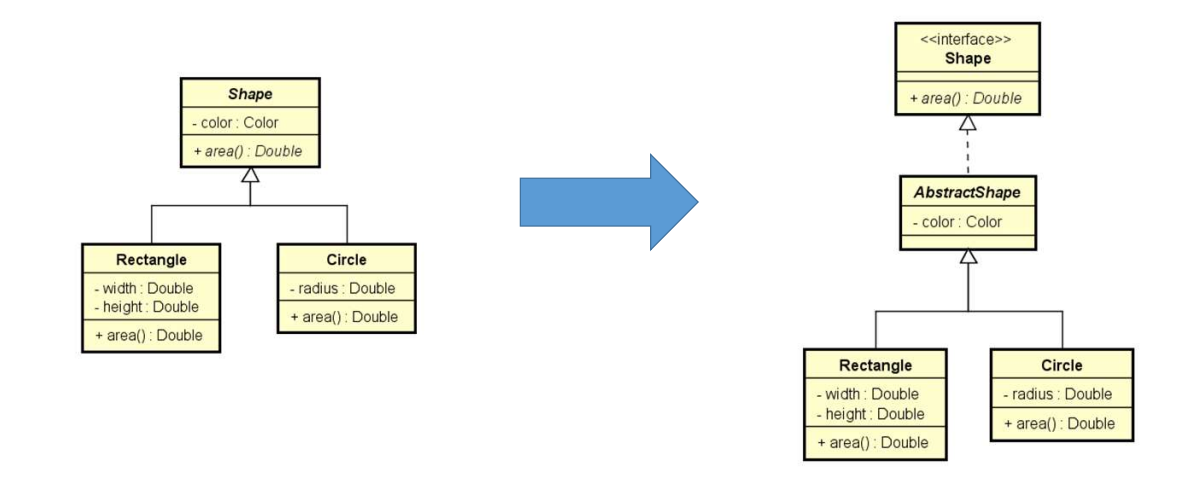 Shape
- color : Color
+ area() : Double
Rectangle
- width : Double
- height : Double
+ area() : Double
Circle
- radius : Double
+ area() : Double
<<interface>>
Shape
+ area() : Double
AbstractShape
- color : Color
Rectangle
- width : Double
- height : Double
+ area() : Double
Circle
- radius : Double
+ area() : Double